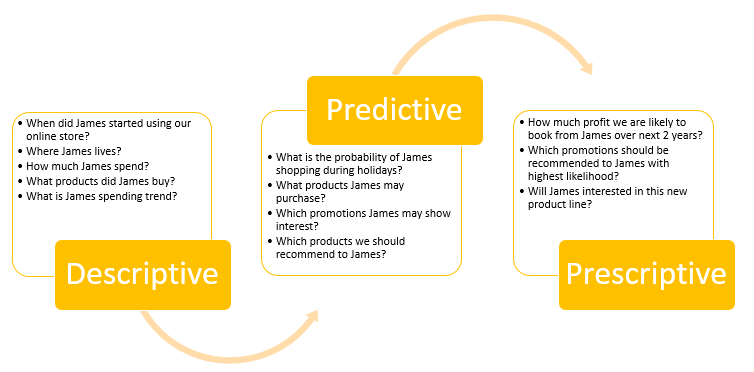 • When did James started using our
online store?
• Where James lives?
• How much James spend?
• What products did James buy?
• What is James spending trend?
Descriptive
Predictive
• What is the probability of James
shopping during holidays?
• What products James may
purchase?
• Which promotions James may show
interest?
• Which products we should
recommend to James?
• How much profit we are likely to
book from James over next 2 years?
• Which promotions should be
recommended to James with
highest likelihood?
• Will James interested in this new
product line?
Prescriptive